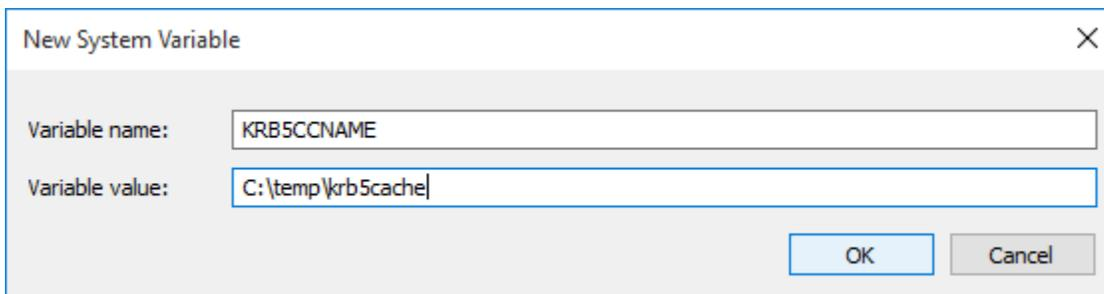 New System Variable
Variable name: KRB5CCNAME
Variable value: C:\temp\krb5cache
OK Cancel